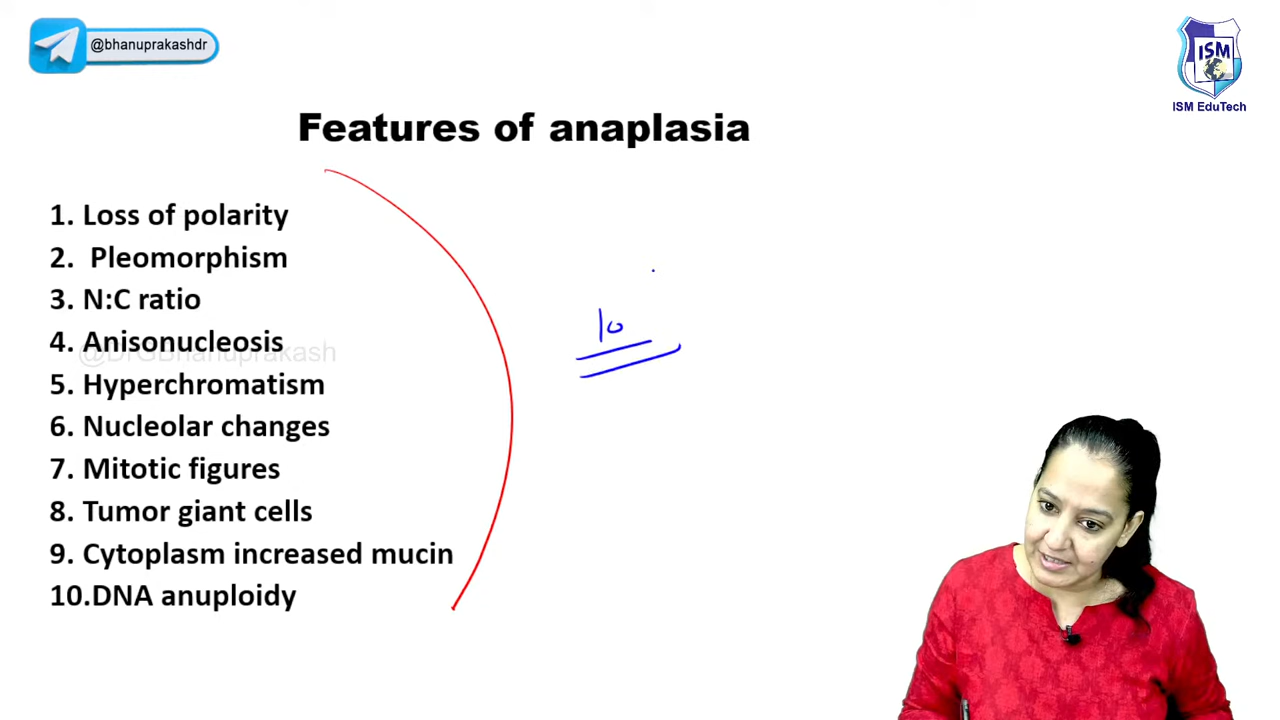 @bhanuprakashdr
ISM
ISM EduTech
Features of anaplasia
1. Loss of polarity
2. Pleomorphism
3. N:C ratio
4. Anisonucleosis
@DrGBhanuprakash
5. Hyperchromatism
6. Nucleolar changes
7. Mitotic figures
8. Tumor giant cells
9. Cytoplasm increased mucin
10.DNA anuploidy
10